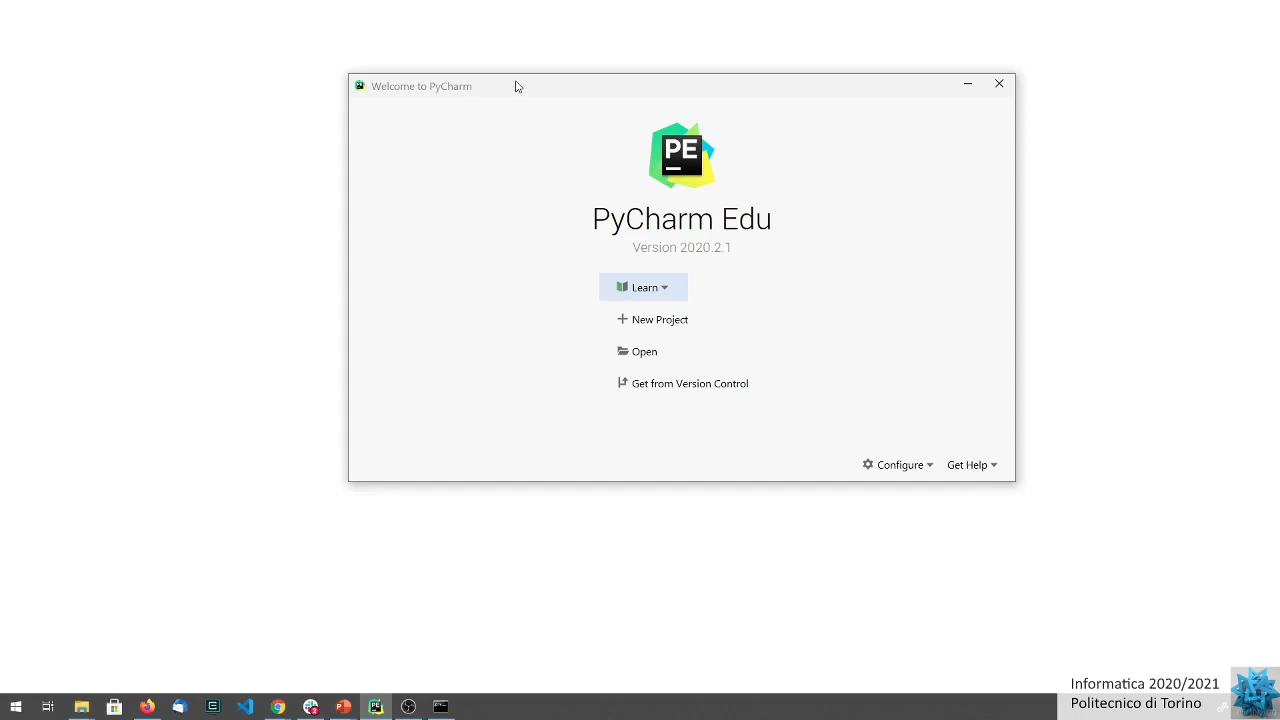 Welcome to PyCharm
PE
PyCharm Edu
Version 2020.2.1
Learn
New Project
Open
Get from Version Control
Configure
Get Help
Informatica 2020/2021
Politecnico di Torino